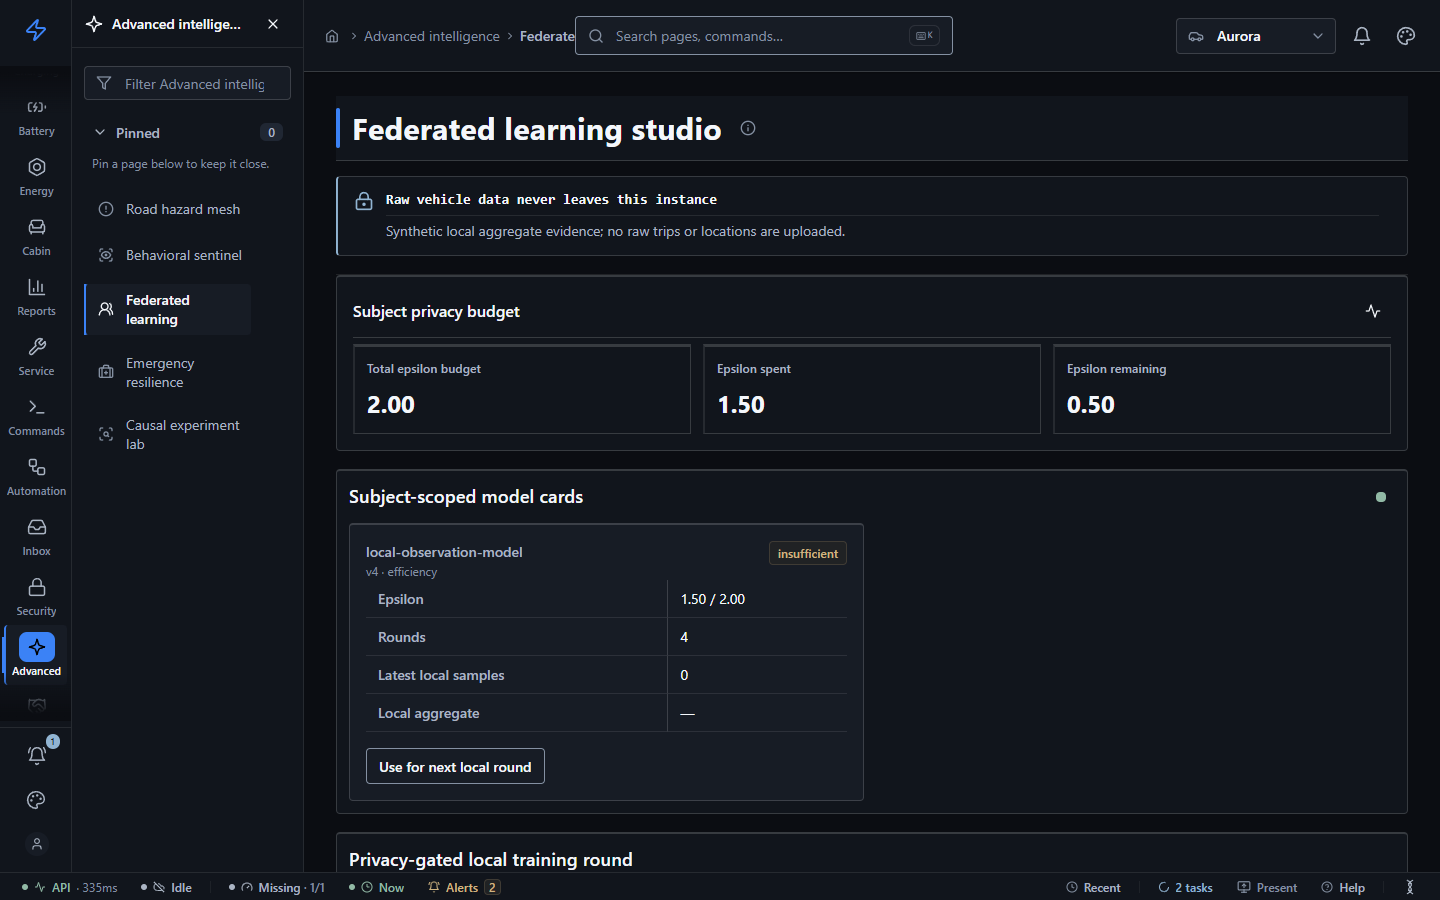 Advanced intellige...
Advanced intelligence
Federate
Search pages, commands...
K
Aurora
Filter Advanced intellig
Pinned
0
Pin a page below to keep it close.
Road hazard mesh
Behavioral sentinel
Federated
learning
Emergency
resilience
Causal experiment
lab
Battery
Energy
Cabin
Reports
Service
Commands
Automation
Inbox
Security
Advanced
1
Federated learning studio
Raw vehicle data never leaves this instance
Synthetic local aggregate evidence; no raw trips or locations are uploaded.
Subject privacy budget
Total epsilon budget
2.00
Epsilon spent
1.50
Epsilon remaining
0.50
Subject-scoped model cards
local-observation-model
insufficient
v4 · efficiency
Epsilon 1.50 / 2.00
Rounds 4
Latest local samples 0
Local aggregate —
Use for next local round
Privacy-gated local training round
API · 335ms
Idle
Missing · 1/1
Now
Alerts 2
Recent
2 tasks
Present
Help